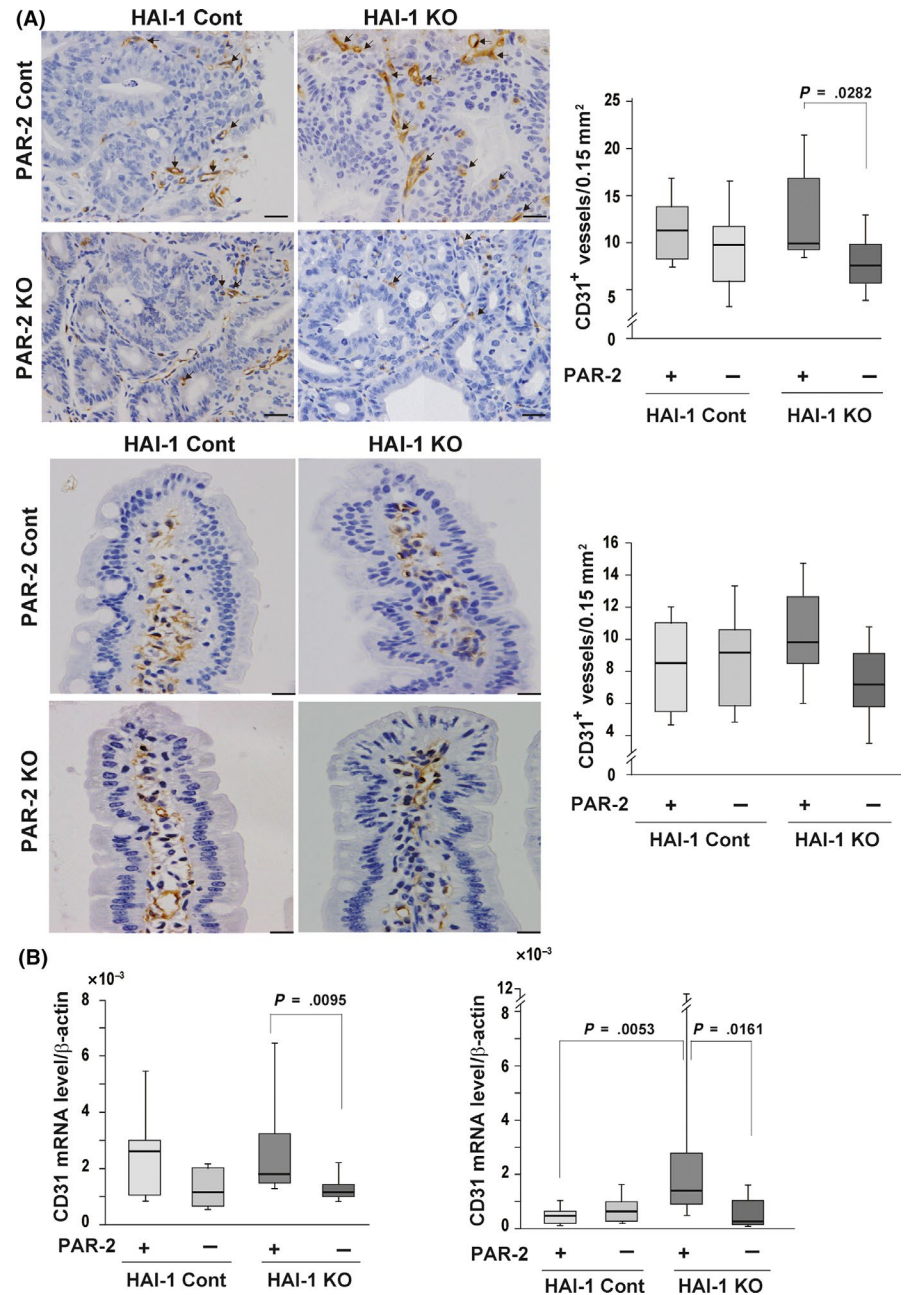 (A)
HAI-1 Cont
HAI-1 KO
PAR-2 Cont
PAR-2 KO
P = .0282
CD31+ vessels/0.15 mm²
25
20
15
10
5
0
PAR-2
+
−
+
−
HAI-1 Cont
HAI-1 KO
HAI-1 Cont
HAI-1 KO
PAR-2 Cont
PAR-2 KO
CD31+ vessels/0.15 mm²
16
14
12
10
8
6
4
0
PAR-2
+
−
+
−
HAI-1 Cont
HAI-1 KO
(B)
×10⁻³
CD31 mRNA level/β-actin
8
6
4
2
0
P = .0095
PAR-2
+
−
+
−
HAI-1 Cont
HAI-1 KO
×10⁻³
CD31 mRNA level/β-actin
12
8
6
4
2
0
P = .0053
P = .0161
PAR-2
+
−
+
−
HAI-1 Cont
HAI-1 KO